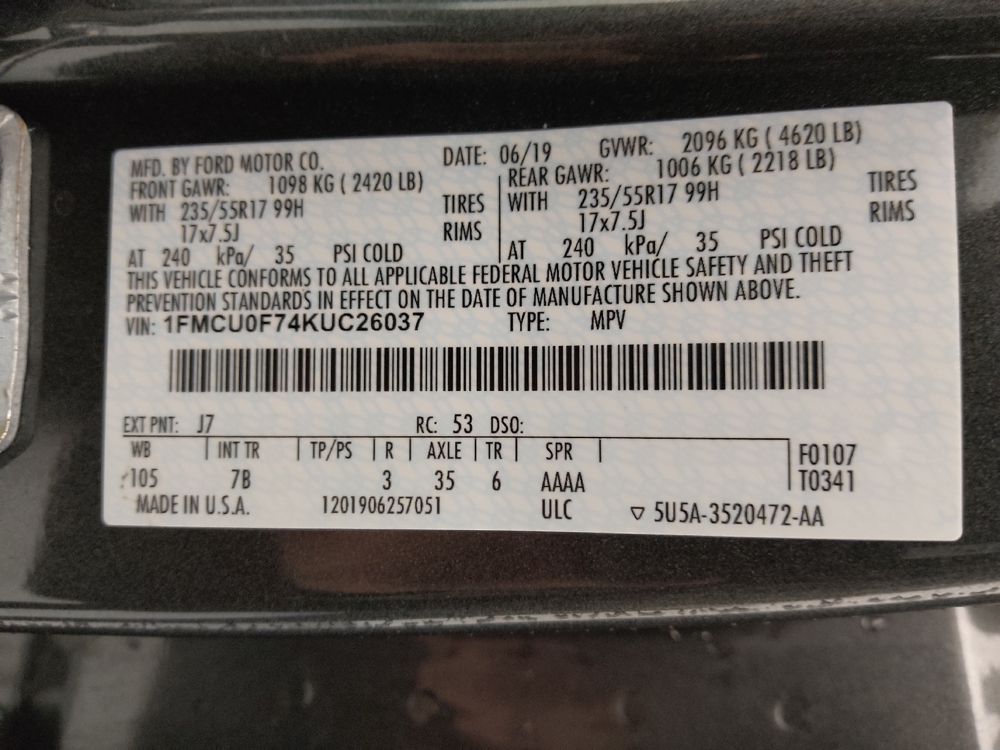 MFD. BY FORD MOTOR CO. DATE: 06/19 GVWR: 2096 KG ( 4620 LB)
FRONT GAWR: 1098 KG ( 2420 LB) REAR GAWR: 1006 KG ( 2218 LB)
WITH 235/55R17 99H TIRES WITH 235/55R17 99H TIRES
17x7.5J RIMS 17x7.5J RIMS
AT 240 kPa/ 35 PSI COLD AT 240 kPa/ 35 PSI COLD
THIS VEHICLE CONFORMS TO ALL APPLICABLE FEDERAL MOTOR VEHICLE SAFETY AND THEFT
PREVENTION STANDARDS IN EFFECT ON THE DATE OF MANUFACTURE SHOWN ABOVE.
VIN: 1FMCU0F74KUC26037 TYPE: MPV
EXT PNT: J7 RC: 53 DSO:
WB INT TR TP/PS R AXLE TR SPR F0107
105 7B 3 35 6 AAAA T0341
MADE IN U.S.A. 1201906257051 ULC ▽ 5U5A-3520472-AA